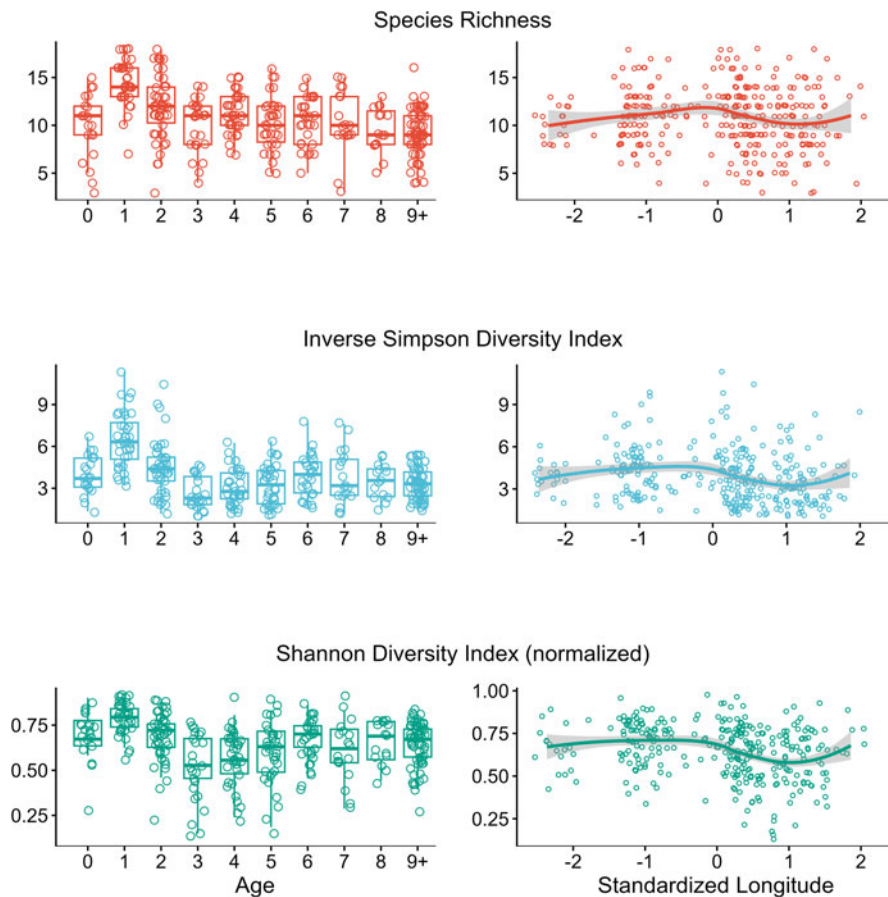 Species Richness
15
10
5
0 1 2 3 4 5 6 7 8 9+
15
10
5
-2 -1 0 1 2
Inverse Simpson Diversity Index
9
6
3
0 1 2 3 4 5 6 7 8 9+
9
6
3
-2 -1 0 1 2
Shannon Diversity Index (normalized)
0.75
0.50
0.25
0 1 2 3 4 5 6 7 8 9+
Age
1.00
0.75
0.50
0.25
-2 -1 0 1 2
Standardized Longitude